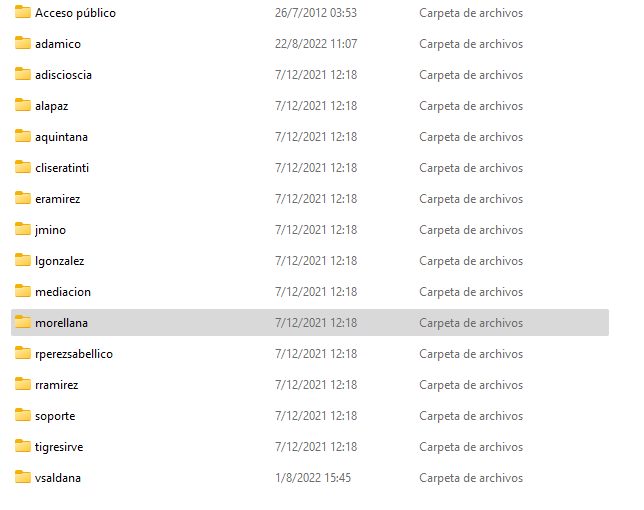 Acceso público 26/7/2012 03:53 Carpeta de archivos
adamico 22/8/2022 11:07 Carpeta de archivos
adiscioscia 7/12/2021 12:18 Carpeta de archivos
alapaz 7/12/2021 12:18 Carpeta de archivos
aquintana 7/12/2021 12:18 Carpeta de archivos
cliseratinti 7/12/2021 12:18 Carpeta de archivos
eramirez 7/12/2021 12:18 Carpeta de archivos
jmino 7/12/2021 12:18 Carpeta de archivos
lgonzalez 7/12/2021 12:18 Carpeta de archivos
mediacion 7/12/2021 12:18 Carpeta de archivos
morellana 7/12/2021 12:18 Carpeta de archivos
rperezsabellico 7/12/2021 12:18 Carpeta de archivos
rramirez 7/12/2021 12:18 Carpeta de archivos
soporte 7/12/2021 12:18 Carpeta de archivos
tigresirve 7/12/2021 12:18 Carpeta de archivos
vsaldana 1/8/2022 15:45 Carpeta de archivos